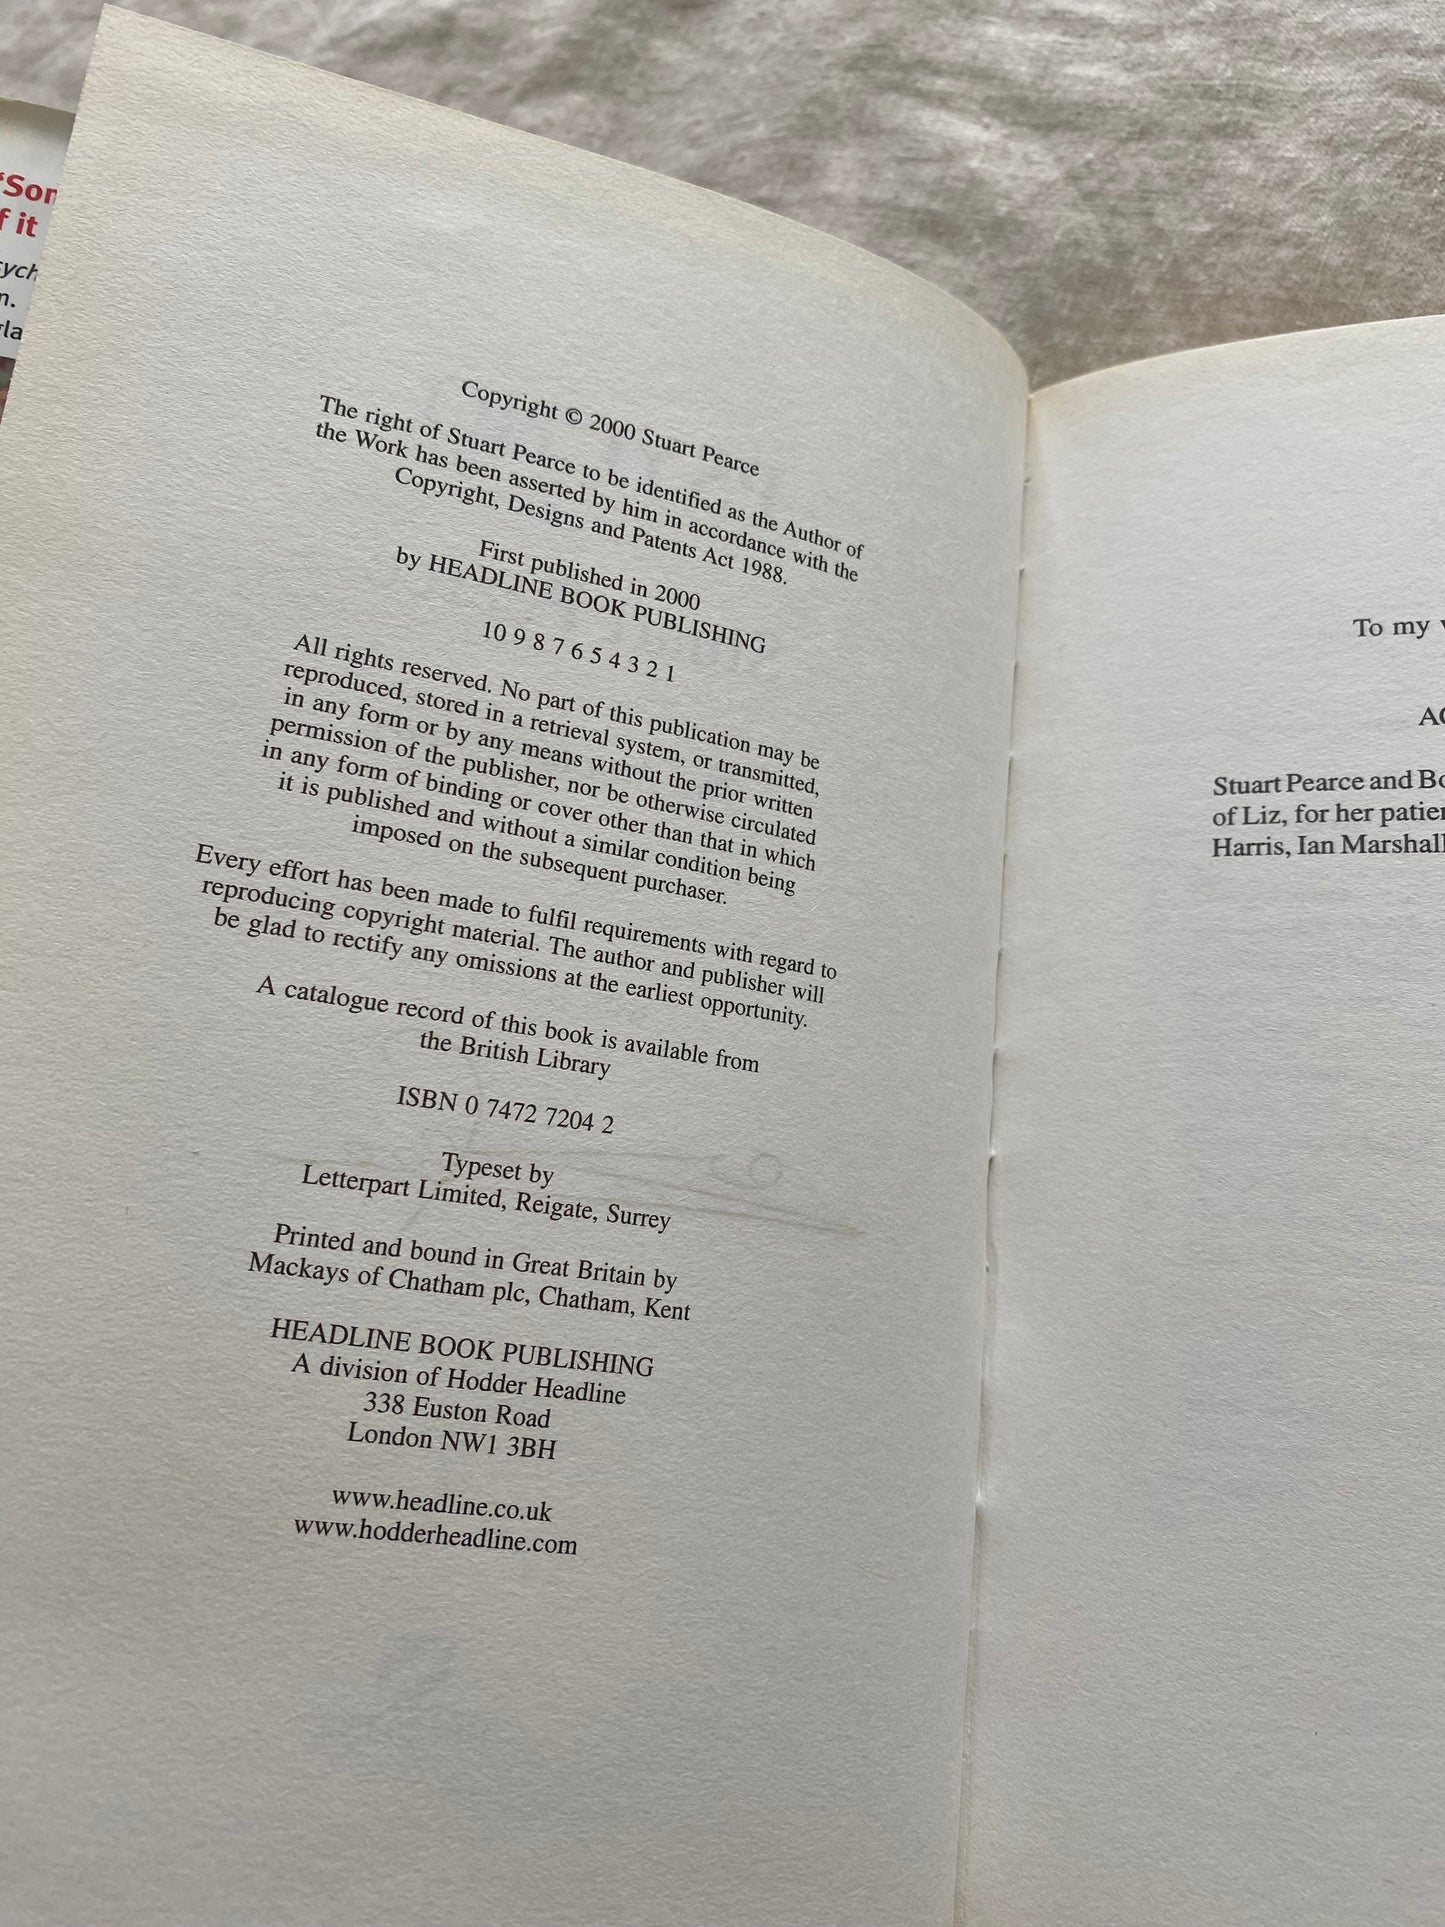 'Som
f it
sych
n.
gla
Copyright © 2000 Stuart Pearce
The right of Stuart Pearce to be identified as the Author of
the Work has been asserted by him in accordance with the
Copyright, Designs and Patents Act 1988.
First published in 2000
by HEADLINE BOOK PUBLISHING
10 9 8 7 6 5 4 3 2 1
All rights reserved. No part of this publication may be
reproduced, stored in a retrieval system, or transmitted,
in any form or by any means without the prior written
permission of the publisher, nor be otherwise circulated
in any form of binding or cover other than that in which
it is published and without a similar condition being
imposed on the subsequent purchaser.
Every effort has been made to fulfil requirements with regard to
reproducing copyright material. The author and publisher will
be glad to rectify any omissions at the earliest opportunity.
A catalogue record of this book is available from
the British Library
ISBN 0 7472 7204 2
Typeset by
Letterpart Limited, Reigate, Surrey
Printed and bound in Great Britain by
Mackays of Chatham plc, Chatham, Kent
HEADLINE BOOK PUBLISHING
A division of Hodder Headline
338 Euston Road
London NW1 3BH
www.headline.co.uk
www.hodderheadline.com
To my
AC
Stuart Pearce and Bo
of Liz, for her patien
Harris, Ian Marshall